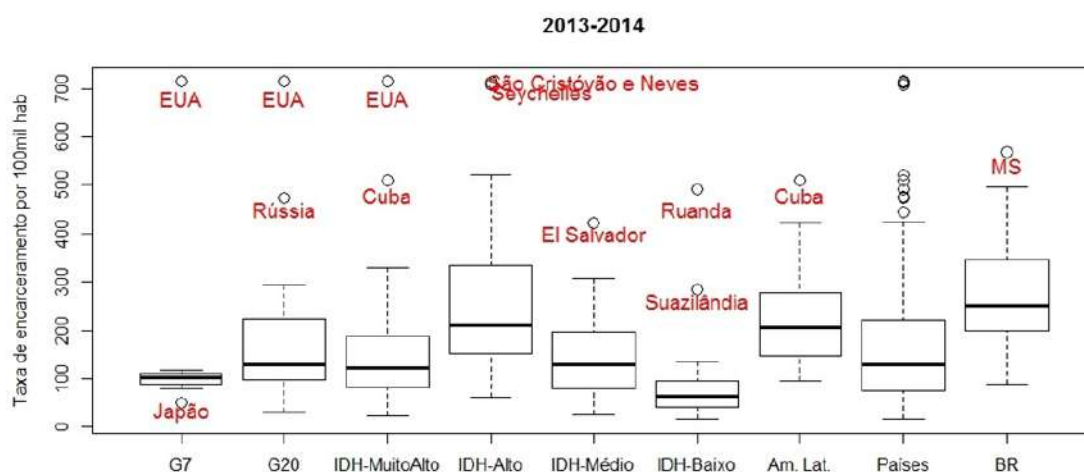 2013-2014
Taxa de encarceramento por 100mil hab
700
600
500
400
300
200
100
0
EUA
EUA
EUA
São Cristóvão e Neves
Seychelles
Rússia
Cuba
El Salvador
Ruanda
Suazilândia
Cuba
MS
Japão
G7
G20
IDH-MuitoAlto
IDH-Alto
IDH-Médio
IDH-Baixo
Am. Lat.
Países
BR